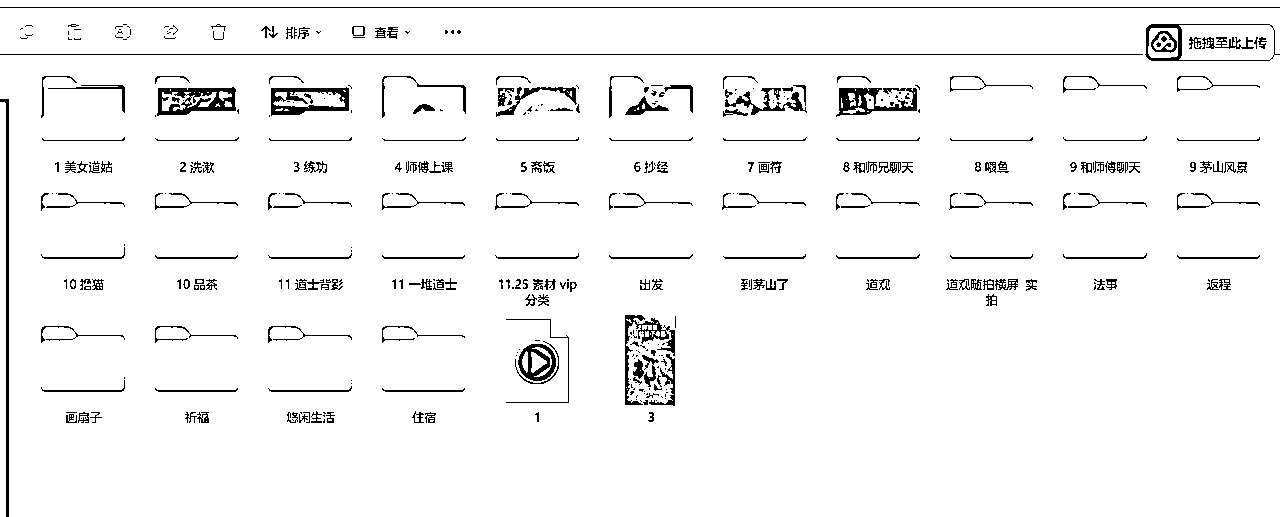 排序
查看
拖拽至此上传
1 美女道姑
2 洗漱
3 练功
4 师傅上课
5 斋饭
6 抄经
7 画符
8 和师兄聊天
8 喂鱼
9 和师傅聊天
9 茅山风景
10 撸猫
10 品茶
11 道士背影
11 一堆道士
11.25 素材 vip
分类
出发
到茅山了
道观
道观随拍横屏 实
拍
法事
返程
画扇子
祈福
悠闲生活
住宿
1
3